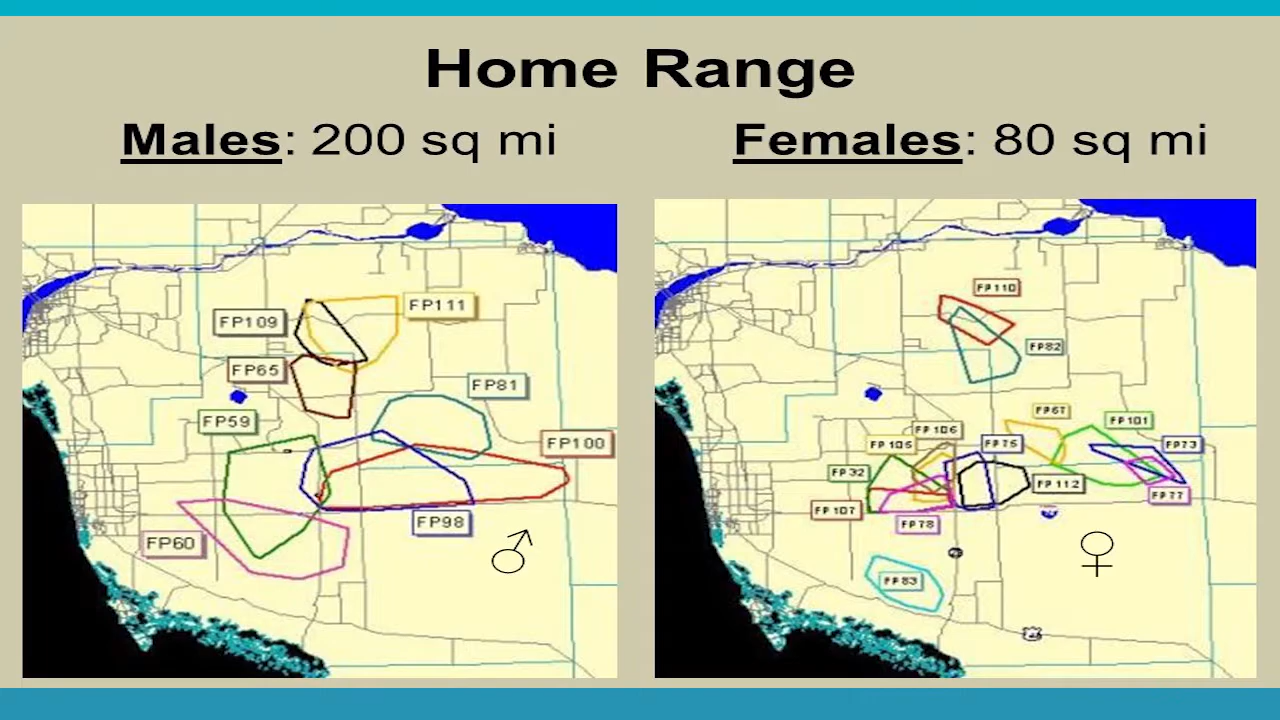 Home Range
Males: 200 sq mi
Females: 80 sq mi
FP111
FP109
FP65
FP81
FP59
FP100
FP98
FP60
FP110
FP82
FP67
FP101
FP106
FP105
FP75
FP73
FP32
FP112
FP77
FP107
FP78
FP83